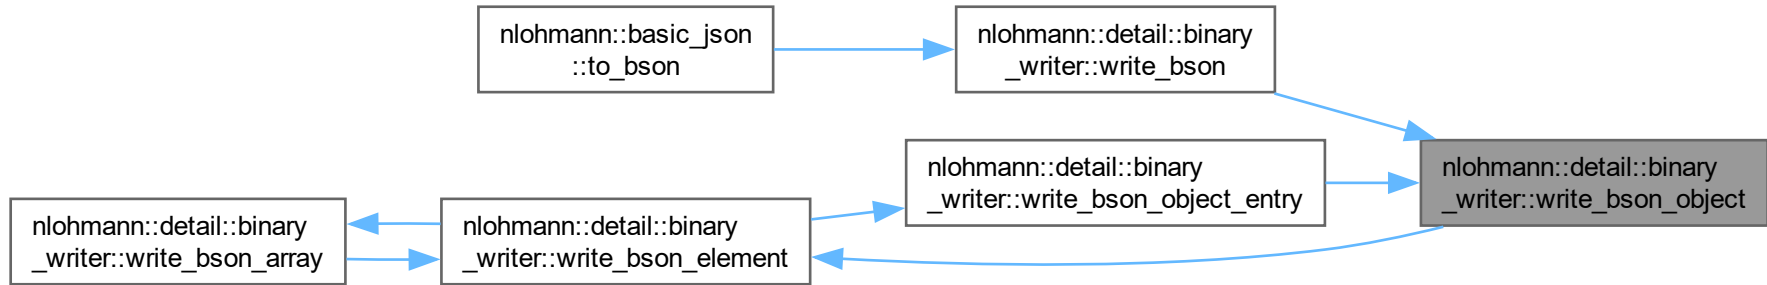 nlohmann::basic_json
::to_bson
nlohmann::detail::binary
_writer::write_bson
nlohmann::detail::binary
_writer::write_bson_object_entry
nlohmann::detail::binary
_writer::write_bson_object
nlohmann::detail::binary
_writer::write_bson_array
nlohmann::detail::binary
_writer::write_bson_element